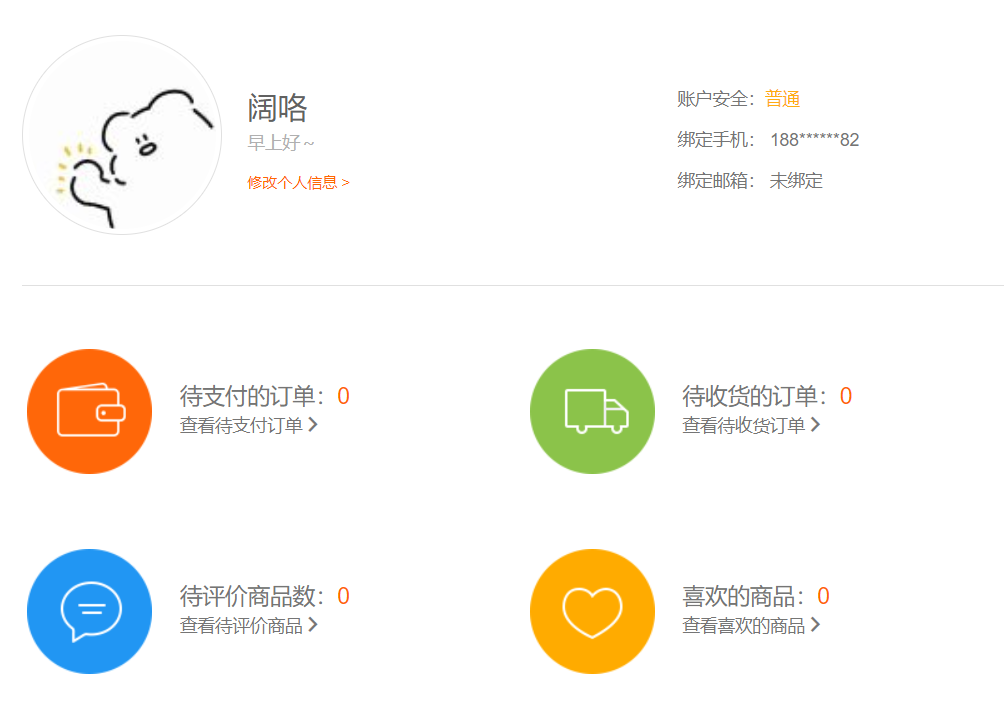 阔咯
早上好～
修改个人信息 >
账户安全：普通
绑定手机： 188******82
绑定邮箱： 未绑定
待支付的订单：0
查看待支付订单
待收货的订单：0
查看待收货订单
待评价商品数：0
查看待评价商品
喜欢的商品：0
查看喜欢的商品